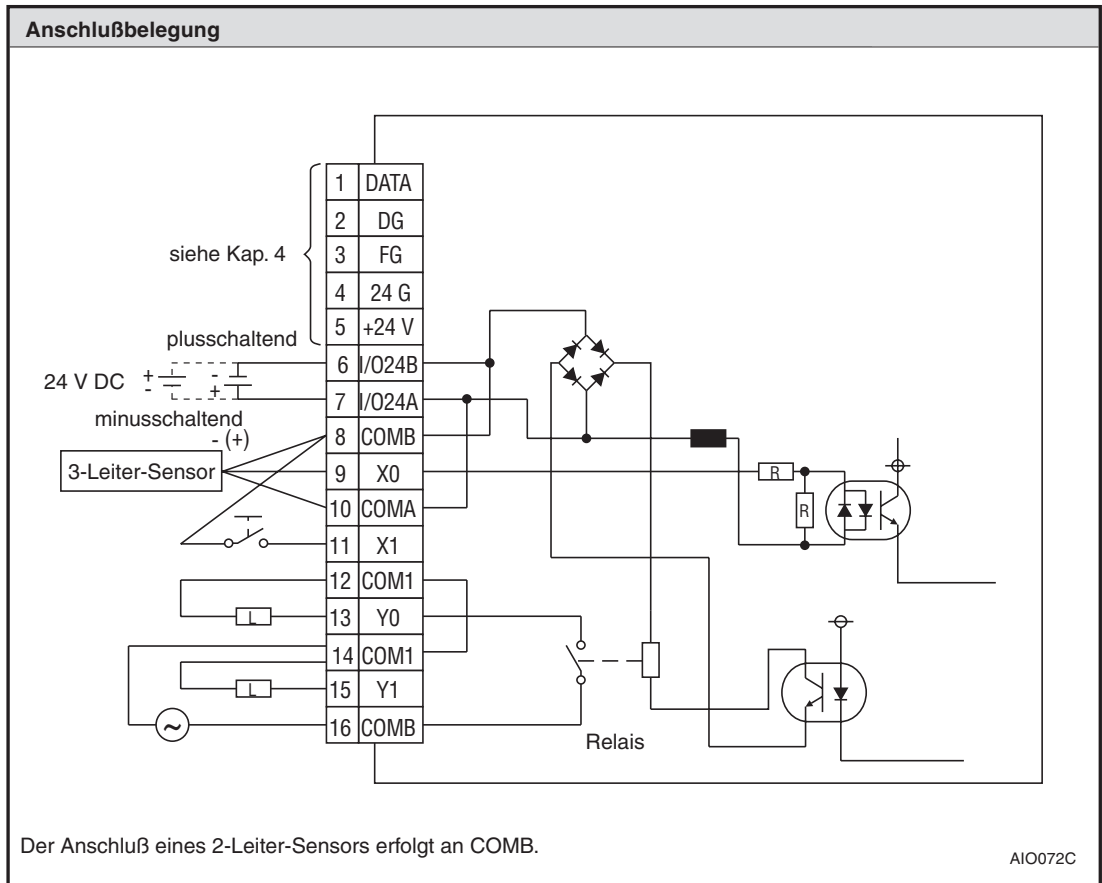 Anschlußbelegung
1 DATA
2 DG
siehe Kap. 4
3 FG
4 24 G
5 +24 V
plusschaltend
6 I/O24B
24 V DC + - - +
7 I/O24A
minusschaltend
- (+)
8 COMB
3-Leiter-Sensor
9 X0
R
10 COMA
R
11 X1
12 COM1
L
13 Y0
14 COM1
L
15 Y1
~
16 COMB
Relais
Der Anschluß eines 2-Leiter-Sensors erfolgt an COMB.
AIO072C